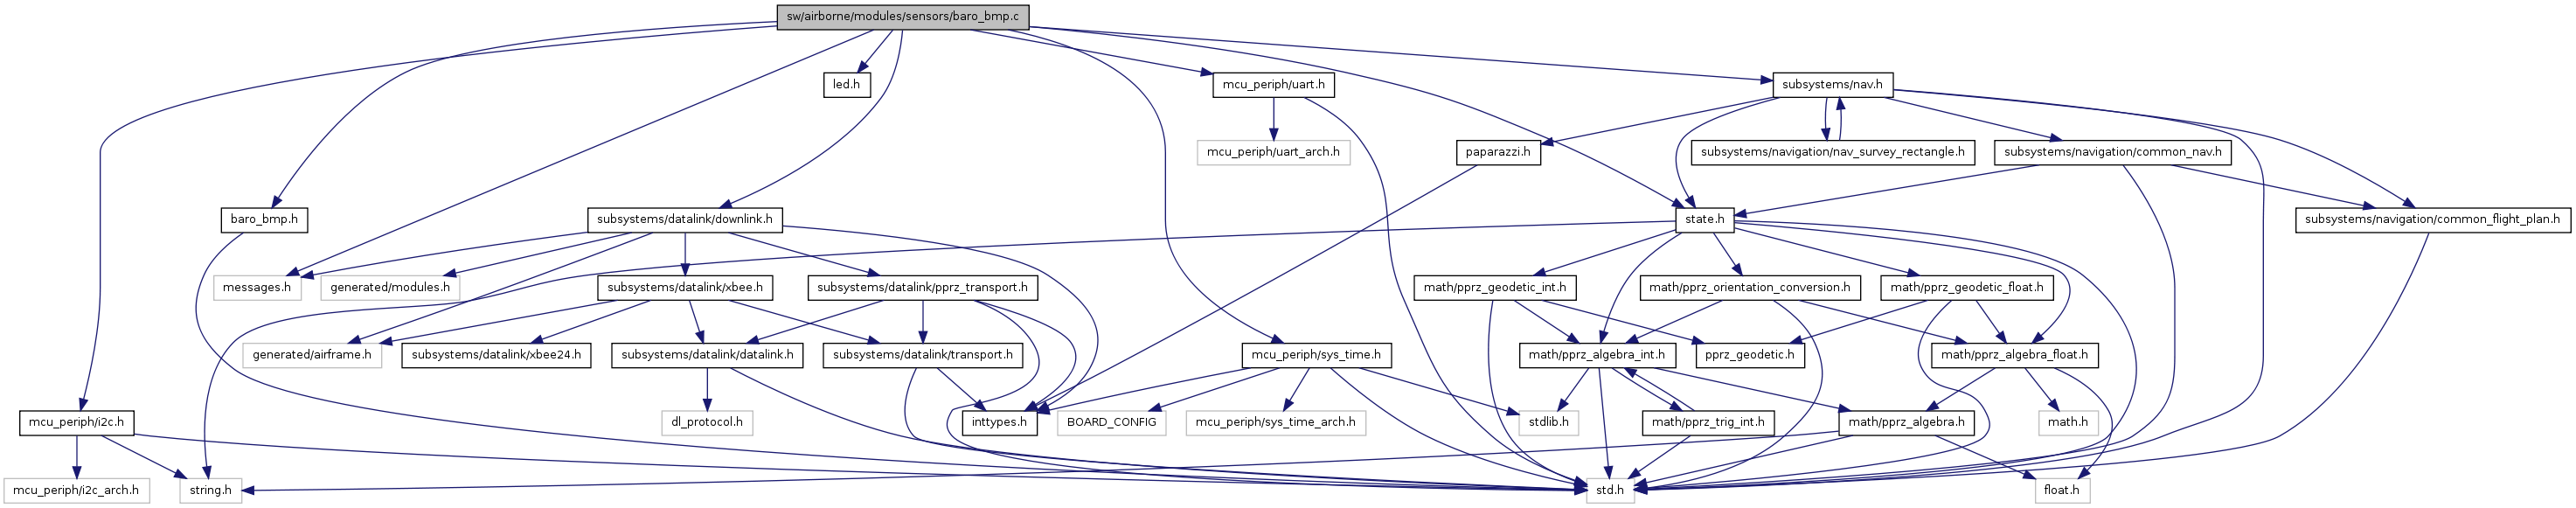 sw/airborne/modules/sensors/baro_bmp.c
led.h
mcu_periph/uart.h
subsystems/nav.h
mcu_periph/uart_arch.h
paparazzi.h
subsystems/navigation/nav_survey_rectangle.h
subsystems/navigation/common_nav.h
baro_bmp.h
subsystems/datalink/downlink.h
state.h
subsystems/navigation/common_flight_plan.h
messages.h
generated/modules.h
subsystems/datalink/xbee.h
subsystems/datalink/pprz_transport.h
math/pprz_geodetic_int.h
math/pprz_orientation_conversion.h
math/pprz_geodetic_float.h
generated/airframe.h
subsystems/datalink/xbee24.h
subsystems/datalink/datalink.h
subsystems/datalink/transport.h
mcu_periph/sys_time.h
math/pprz_algebra_int.h
pprz_geodetic.h
math/pprz_algebra_float.h
mcu_periph/i2c.h
dl_protocol.h
inttypes.h
BOARD_CONFIG
mcu_periph/sys_time_arch.h
stdlib.h
math/pprz_trig_int.h
math/pprz_algebra.h
math.h
mcu_periph/i2c_arch.h
string.h
std.h
float.h